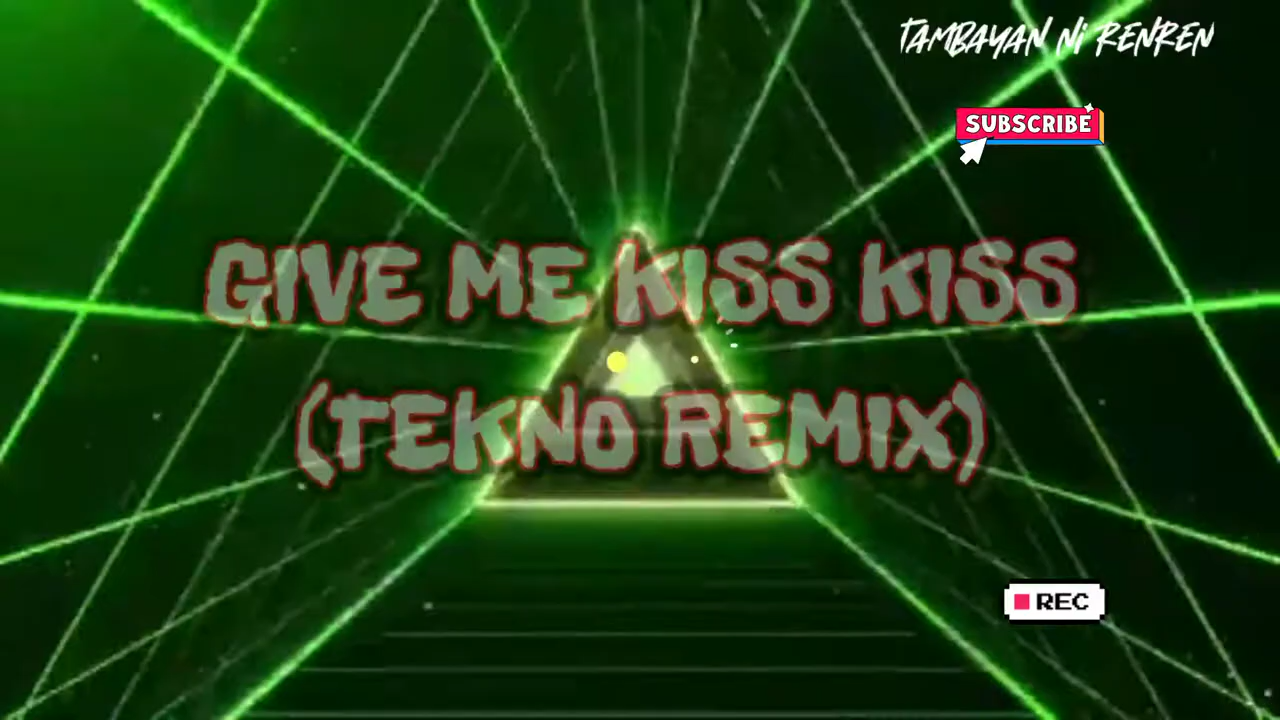 TAMBAYAN Ni RENREN
SUBSCRIBE
GIVE ME KISS KISS
(TEKNO REMIX)
REC